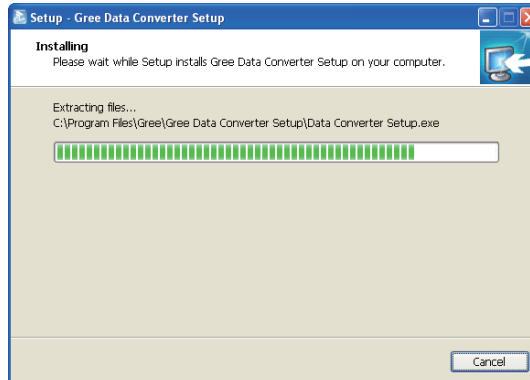 Setup - Gree Data Converter Setup
Installing
Please wait while Setup installs Gree Data Converter Setup on your computer.
Extracting files...
C:\Program Files\Gree\Gree Data Converter Setup\Data Converter Setup.exe
Cancel